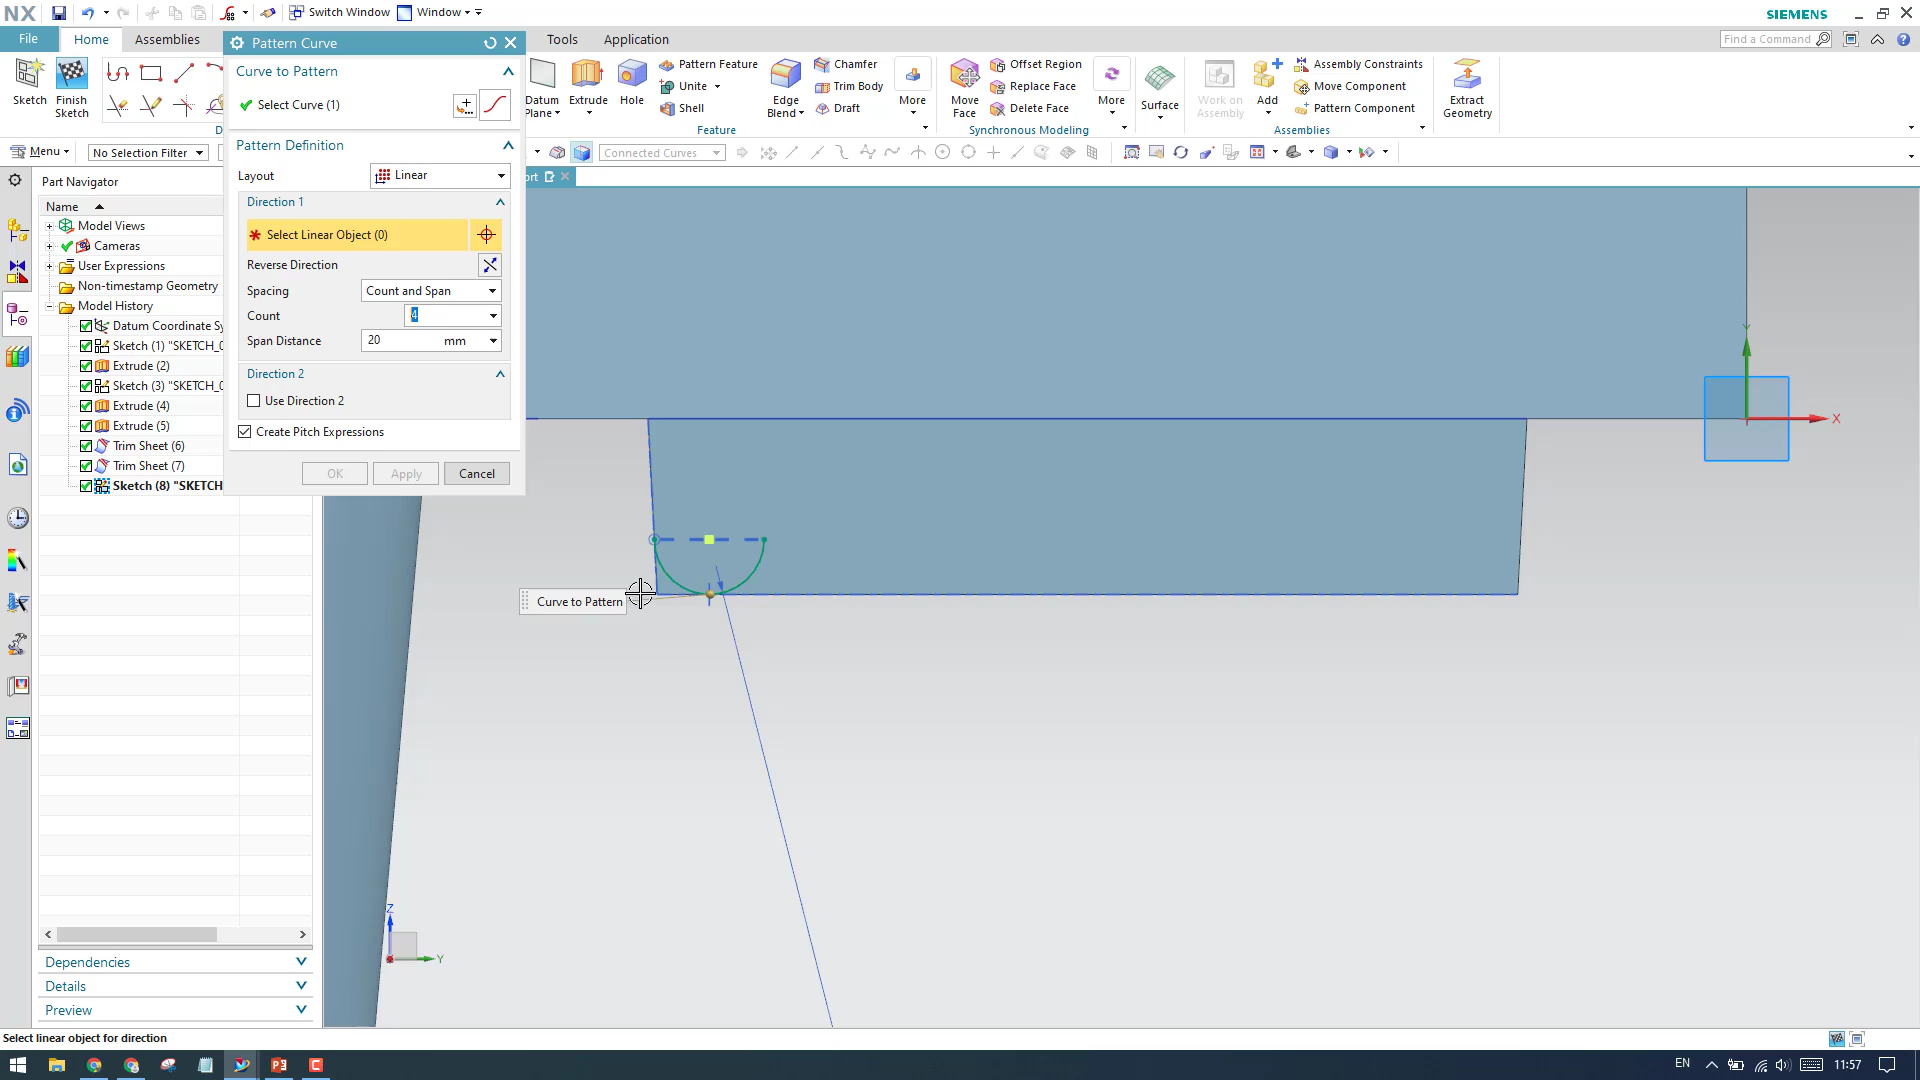 NX
Switch Window
Window
SIEMENS
File
Home
Assemblies
Tools
Application
Find a Command
Pattern Curve
Curve to Pattern
Select Curve (1)
Pattern Definition
Layout
Linear
Direction 1
Select Linear Object (0)
Reverse Direction
Spacing
Count and Span
Count
4
Span Distance
20
mm
Direction 2
Use Direction 2
Create Pitch Expressions
OK
Apply
Cancel
Sketch
Finish
Sketch
D
Datum
Plane
Extrude
Hole
Pattern Feature
Unite
Shell
Edge
Blend
Chamfer
Trim Body
Draft
More
Feature
Move
Face
Offset Region
Replace Face
Delete Face
More
Synchronous Modeling
Surface
Work on
Assembly
Add
Assembly Constraints
Move Component
Pattern Component
Assemblies
Extract
Geometry
Menu
No Selection Filter
Connected Curves
ort
Part Navigator
Name
Model Views
Cameras
User Expressions
Non-timestamp Geometry
Model History
Datum Coordinate Sy
Sketch (1) "SKETCH_0
Extrude (2)
Sketch (3) "SKETCH_0
Extrude (4)
Extrude (5)
Trim Sheet (6)
Trim Sheet (7)
Sketch (8) "SKETCH
Y
X
Curve to Pattern
Z
Y
Dependencies
Details
Preview
Select linear object for direction
EN
11:57